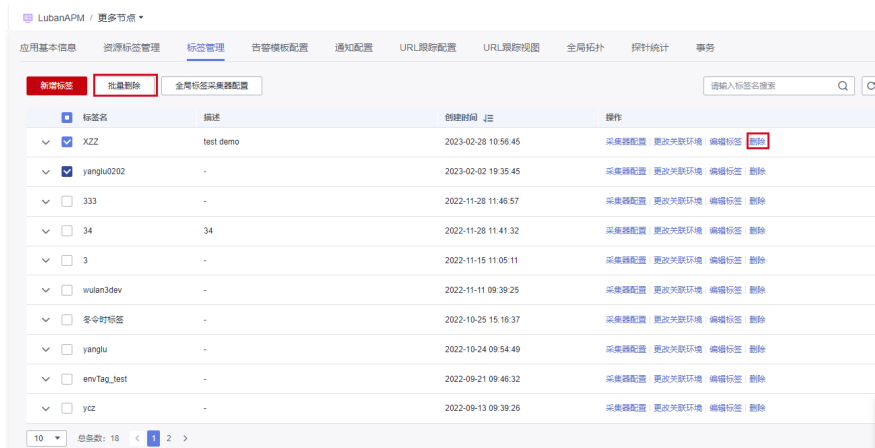 LubanAPM / 更多节点
应用基本信息 资源标签管理 标签管理 告警模板配置 通知配置 URL跟踪配置 URL跟踪视图 全局拓扑 探针统计 事务
新增标签 批量删除 全局标签采集器配置 请输入标签名搜索
标签名 描述 创建时间 操作
XZZ test demo 2023-02-28 10:56:45 采集器配置 更改关联环境 编辑标签 删除
yanglu0202 - 2023-02-02 19:35:45 采集器配置 更改关联环境 编辑标签 删除
333 - 2022-11-28 11:46:57 采集器配置 更改关联环境 编辑标签 删除
34 34 2022-11-28 11:41:32 采集器配置 更改关联环境 编辑标签 删除
3 - 2022-11-15 11:05:11 采集器配置 更改关联环境 编辑标签 删除
wulan3dev - 2022-11-11 09:39:25 采集器配置 更改关联环境 编辑标签 删除
冬令时标签 - 2022-10-25 15:16:37 采集器配置 更改关联环境 编辑标签 删除
yanglu - 2022-10-24 09:54:49 采集器配置 更改关联环境 编辑标签 删除
envTag_test - 2022-09-21 09:46:32 采集器配置 更改关联环境 编辑标签 删除
ycz - 2022-09-13 09:39:26 采集器配置 更改关联环境 编辑标签 删除
10 总条数: 18 < 1 2 >